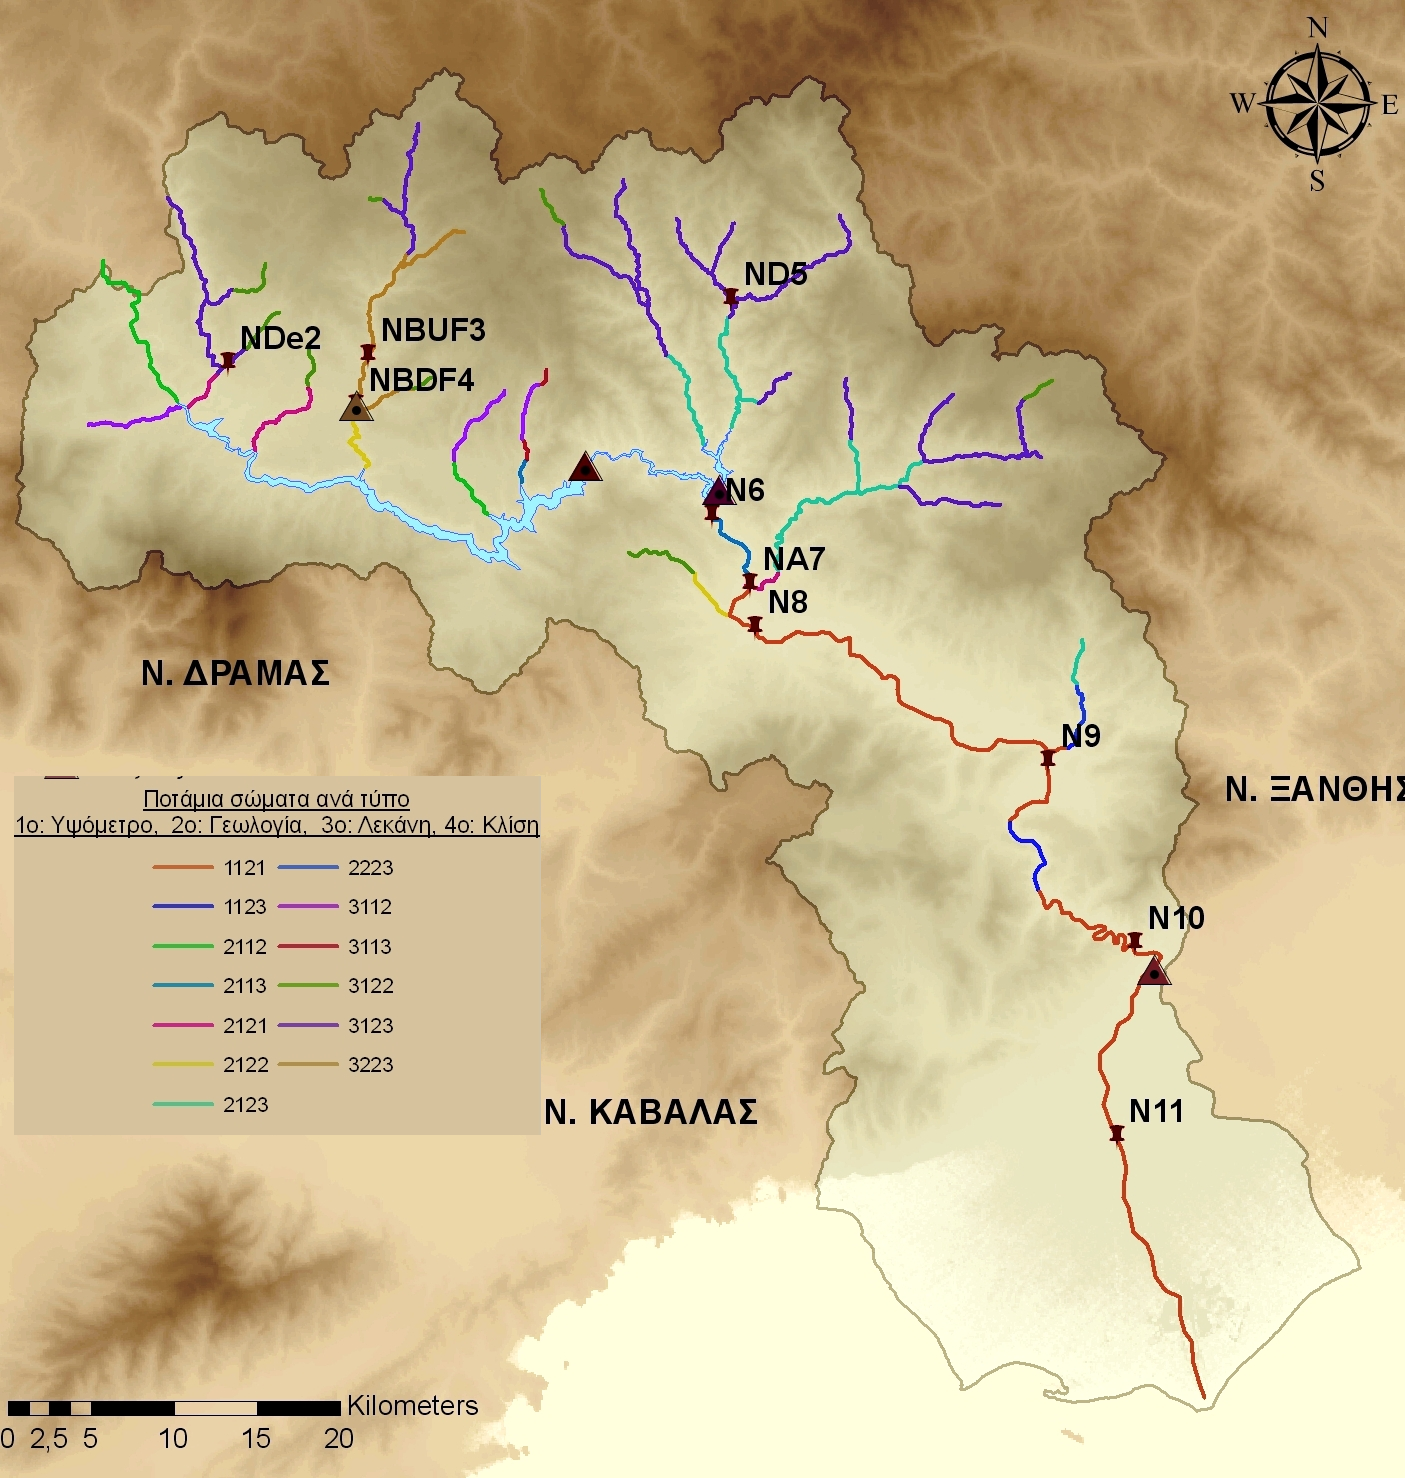 N
W
E
S
ND5
NDe2
NBUF3
NBDF4
N6
NA7
N8
Ν. ΔΡΑΜΑΣ
N9
Ν. ΞΑΝΘΗΣ
Ποτάμια σώματα ανά τύπο
1ο: Υψόμετρο, 2ο: Γεωλογία, 3ο: Λεκάνη, 4ο: Κλίση
1121 2223
1123 3112
2112 3113
2113 3122
2121 3123
2122 3223
2123
N10
Ν. ΚΑΒΑΛΑΣ
N11
Kilometers
0 2,5 5 10 15 20